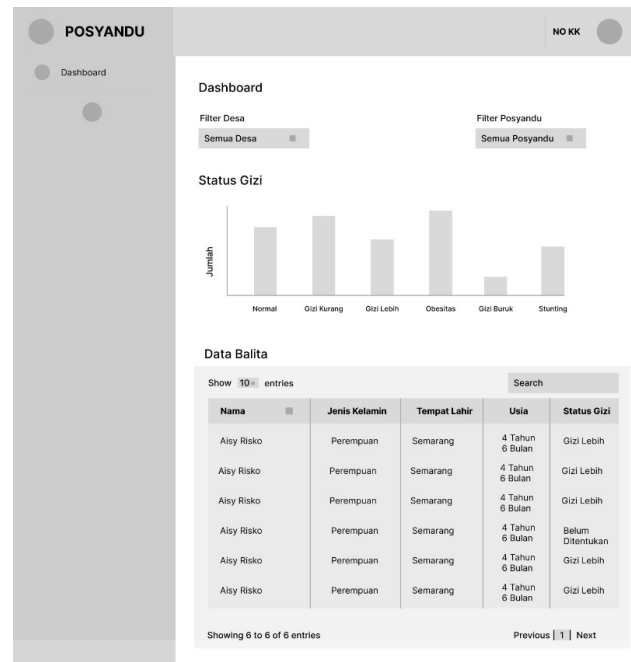 POSYANDU
NO KK
Dashboard
Dashboard
Filter Desa
Filter Posyandu
Semua Desa
Semua Posyandu
Status Gizi
Jumlah
Normal
Gizi Kurang
Gizi Lebih
Obesitas
Gizi Buruk
Stunting
Data Balita
Show 10 entries
Search
Nama Jenis Kelamin Tempat Lahir Usia Status Gizi
Aisy Risko Perempuan Semarang 4 Tahun 6 Bulan Gizi Lebih
Aisy Risko Perempuan Semarang 4 Tahun 6 Bulan Gizi Lebih
Aisy Risko Perempuan Semarang 4 Tahun 6 Bulan Gizi Lebih
Aisy Risko Perempuan Semarang 4 Tahun 6 Bulan Belum Ditentukan
Aisy Risko Perempuan Semarang 4 Tahun 6 Bulan Gizi Lebih
Aisy Risko Perempuan Semarang 4 Tahun 6 Bulan Gizi Lebih
Showing 6 to 6 of 6 entries
Previous 1 Next